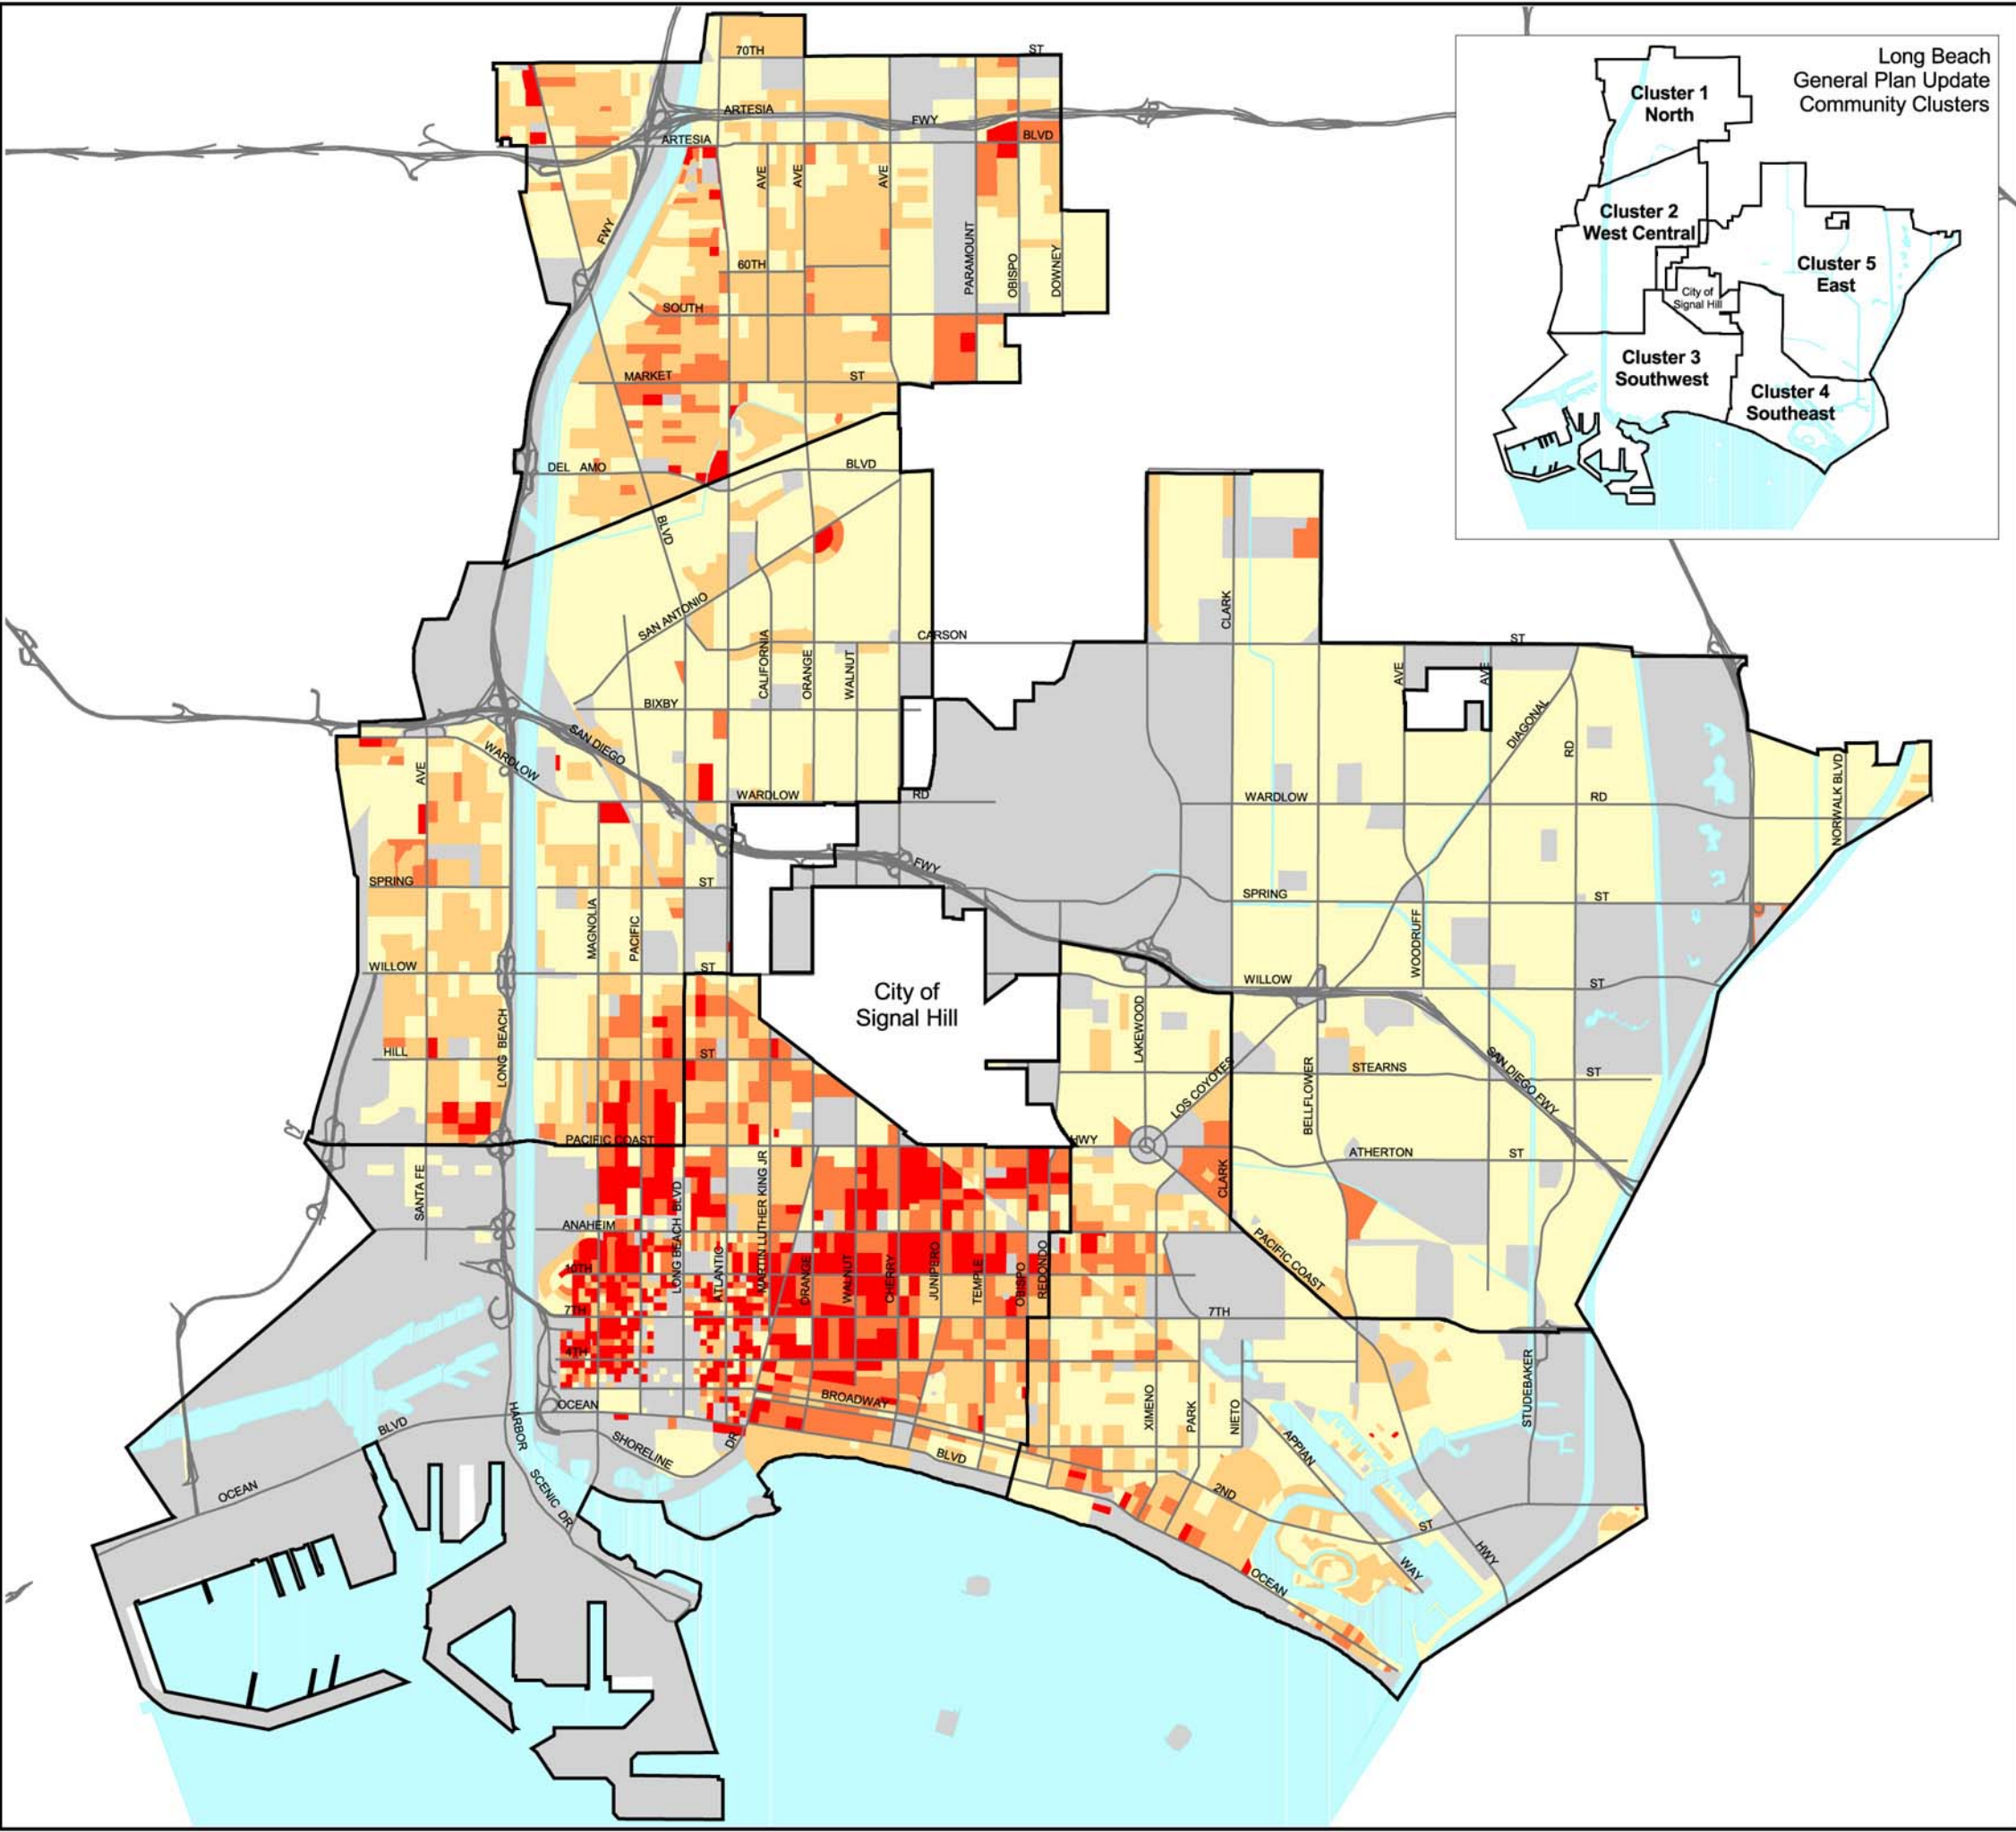 Long Beach
General Plan Update
Community Clusters
Cluster 1
North
Cluster 2
West Central
Cluster 5
East
City of
Signal Hill
Cluster 3
Southwest
Cluster 4
Southeast
70TH
ST
ARTESIA
FWY
ARTESIA
BLVD
AVE
AVE
AVE
FWY
PARAMOUNT
OBISPO
DOWNEY
60TH
SOUTH
MARKET
ST
DEL AMO
BLVD
BLVD
SAN ANTONIO
CLARK
CARSON
ST
CALIFORNIA
ORANGE
WALNUT
AVE
AVE
BIXBY
DIAGONAL
RD
SAN DIEGO
WARDLOW
AVE
WARDLOW
RD
WARDLOW
RD
NORWALK BLVD
FWY
SPRING
ST
SPRING
ST
MAGNOLIA
PACIFIC
WOODRUFF
WILLOW
ST
WILLOW
ST
City of
Signal Hill
LONG BEACH
LAKEWOOD
HILL
ST
LOS COYOTES
BELLFLOWER
STEARNS
ST
SAN DIEGO FWY
PACIFIC COAST
HWY
ATHERTON
ST
SANTA FE
LONG BEACH BLVD
MARTIN LUTHER KING JR
CLARK
ANAHEIM
ATLANTIC
ORANGE
WALNUT
CHERRY
JUNIPERO
TEMPLE
OBISPO
REDONDO
PACIFIC COAST
10TH
7TH
7TH
4TH
STUDEBAKER
XIMENO
PARK
NIETO
BROADWAY
OCEAN
HARBOR
BLVD
SHORELINE
DR
BLVD
APPIAN
OCEAN
SCENIC DR
2ND
ST
HWY
WAY
OCEAN